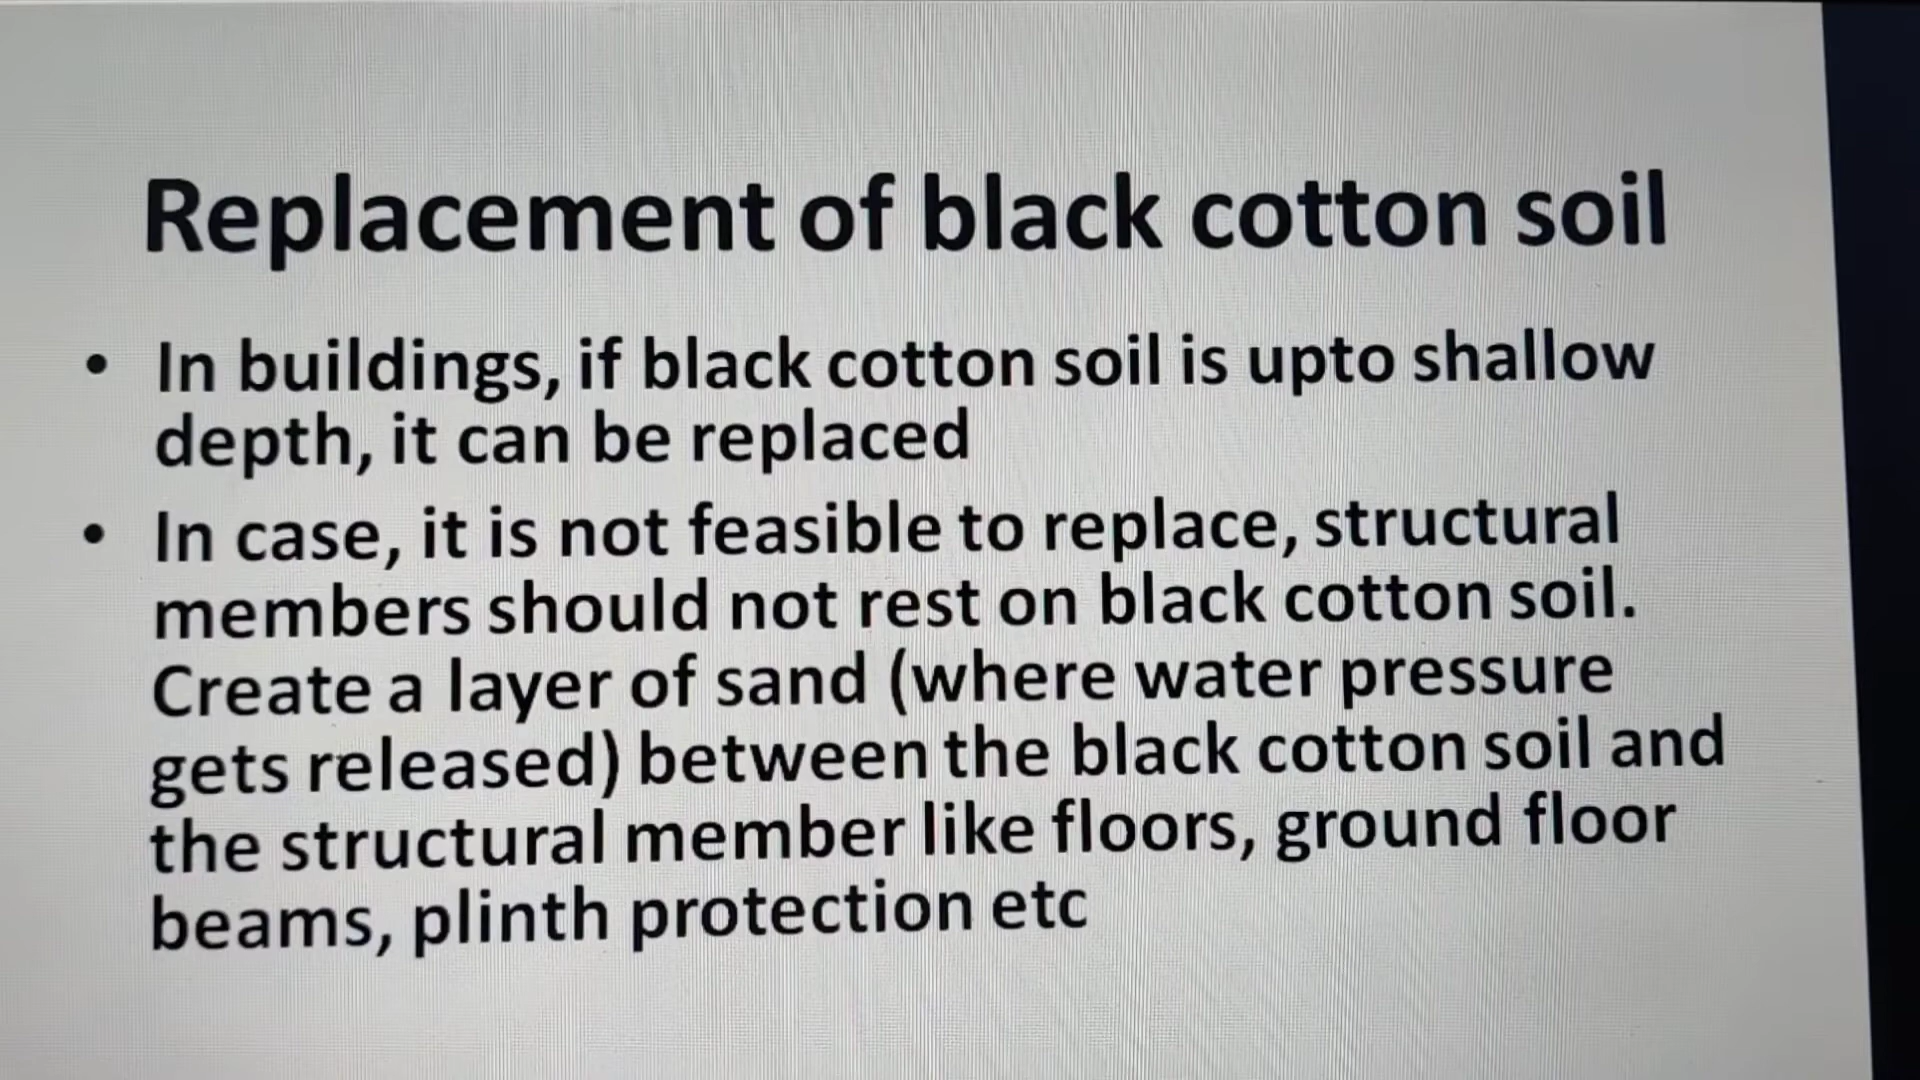 Replacement of black cotton soil
• In buildings, if black cotton soil is upto shallow
depth, it can be replaced
• In case, it is not feasible to replace, structural
members should not rest on black cotton soil.
Create a layer of sand (where water pressure
gets released) between the black cotton soil and
the structural member like floors, ground floor
beams, plinth protection etc